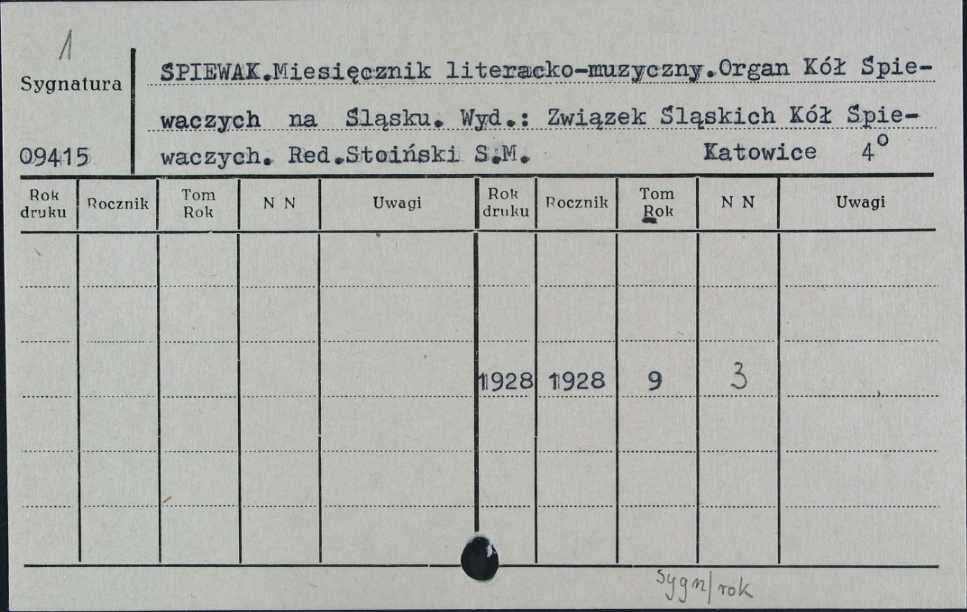 1
Sygnatura
ŚPIEWAK.Miesięcznik literacko-muzyczny.Organ Kół Śpie-
waczych na Śląsku. Wyd.: Związek Śląskich Kół Śpie-
09415 waczych. Red.Stoiński S.M. Katowice 4°
Rok druku Rocznik Tom Rok N N Uwagi Rok druku Rocznik Tom Rok N N Uwagi
1928 1928 9 3
sygn/rok